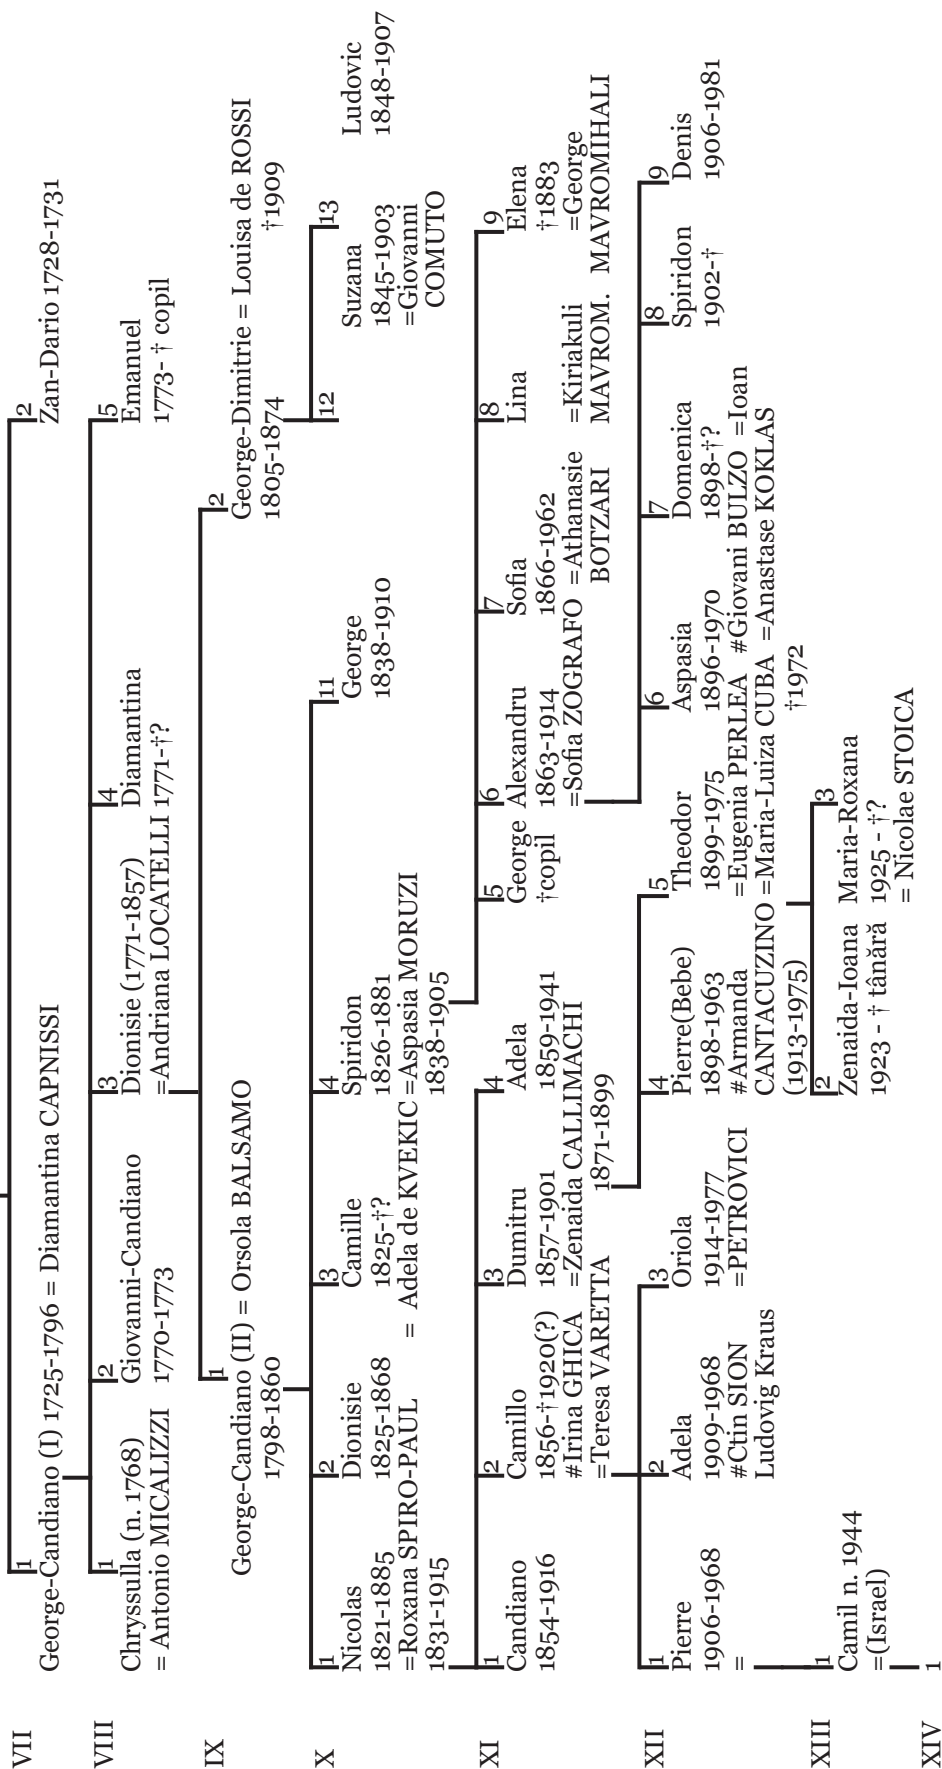 VII
1
George-Candiano (I) 1725-1796 = Diamantina CAPNISSI
2
Zan-Dario 1728-1731
VIII
1
Chryssulla (n. 1768)
= Antonio MICALIZZI
2
Giovanni-Candiano
1770-1773
3
Dionisie (1771-1857)
=Andriana LOCATELLI
4
Diamantina
1771-†?
5
Emanuel
1773- † copil
IX
1
George-Candiano (II) = Orsola BALSAMO
1798-1860
2
George-Dimitrie = Louisa de ROSSI
1805-1874
†1909
X
1
Nicolas
1821-1885
=Roxana SPIRO-PAUL
1831-1915
2
Dionisie
1825-1868
3
Camille
1825-†?
= Adela de KVEKIC
4
Spiridon
1826-1881
=Aspasia MORUZI
1838-1905
11
George
1838-1910
12
Suzana
1845-1903
=Giovanni
COMUTO
13
Ludovic
1848-1907
XI
1
Candiano
1854-1916
2
Camillo
1856-†1920(?)
#Irina GHICA
=Teresa VARETTA
3
Dumitru
1857-1901
=Zenaida CALLIMACHI
1871-1899
4
Adela
1859-1941
5
George
†copil
6
Alexandru
1863-1914
=Sofia ZOGRAFO
7
Sofia
1866-1962
=Athanasie
BOTZARI
8
Lina
=Kiriakuli
MAVROM.
9
Elena
†1883
=George
MAVROMIHALI
XII
1
Pierre
1906-1968
=
2
Adela
1909-1968
#Ctin SION
Ludovig Kraus
3
Oriola
1914-1977
=PETROVICI
4
Pierre(Bebe)
1898-1963
#Armanda
CANTACUZINO
(1913-1975)
5
Theodor
1899-1975
=Eugenia PERLEA
=Maria-Luiza CUBA
†1972
6
Aspasia
1896-1970
#Giovani BULZO
=Anastase KOKLAS
7
Domenica
1898-†?
=Ioan
8
Spiridon
1902-†
9
Denis
1906-1981
XIII
1
Camil n. 1944
=(Israel)
2
Zenaida-Ioana
1923 - † tânără
3
Maria-Roxana
1925 - †?
= Nicolae STOICA
XIV
1